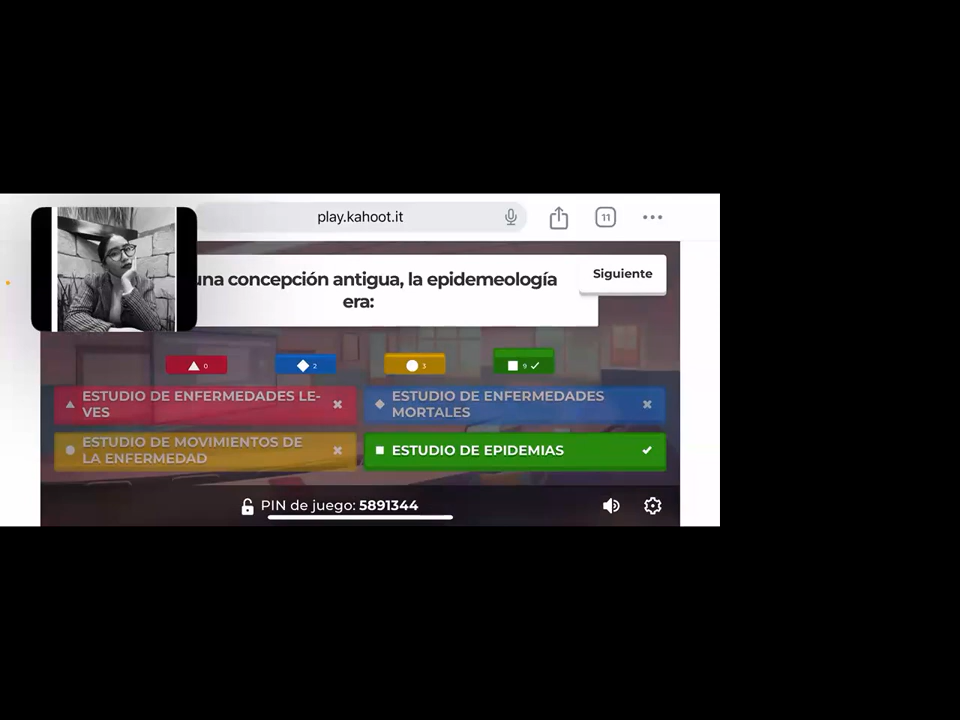 play.kahoot.it
11
una concepción antigua, la epidemeología
era:
Siguiente
0
2
3
9
ESTUDIO DE ENFERMEDADES LE-
VES
ESTUDIO DE ENFERMEDADES
MORTALES
ESTUDIO DE MOVIMIENTOS DE
LA ENFERMEDAD
ESTUDIO DE EPIDEMIAS
PIN de juego: 5891344